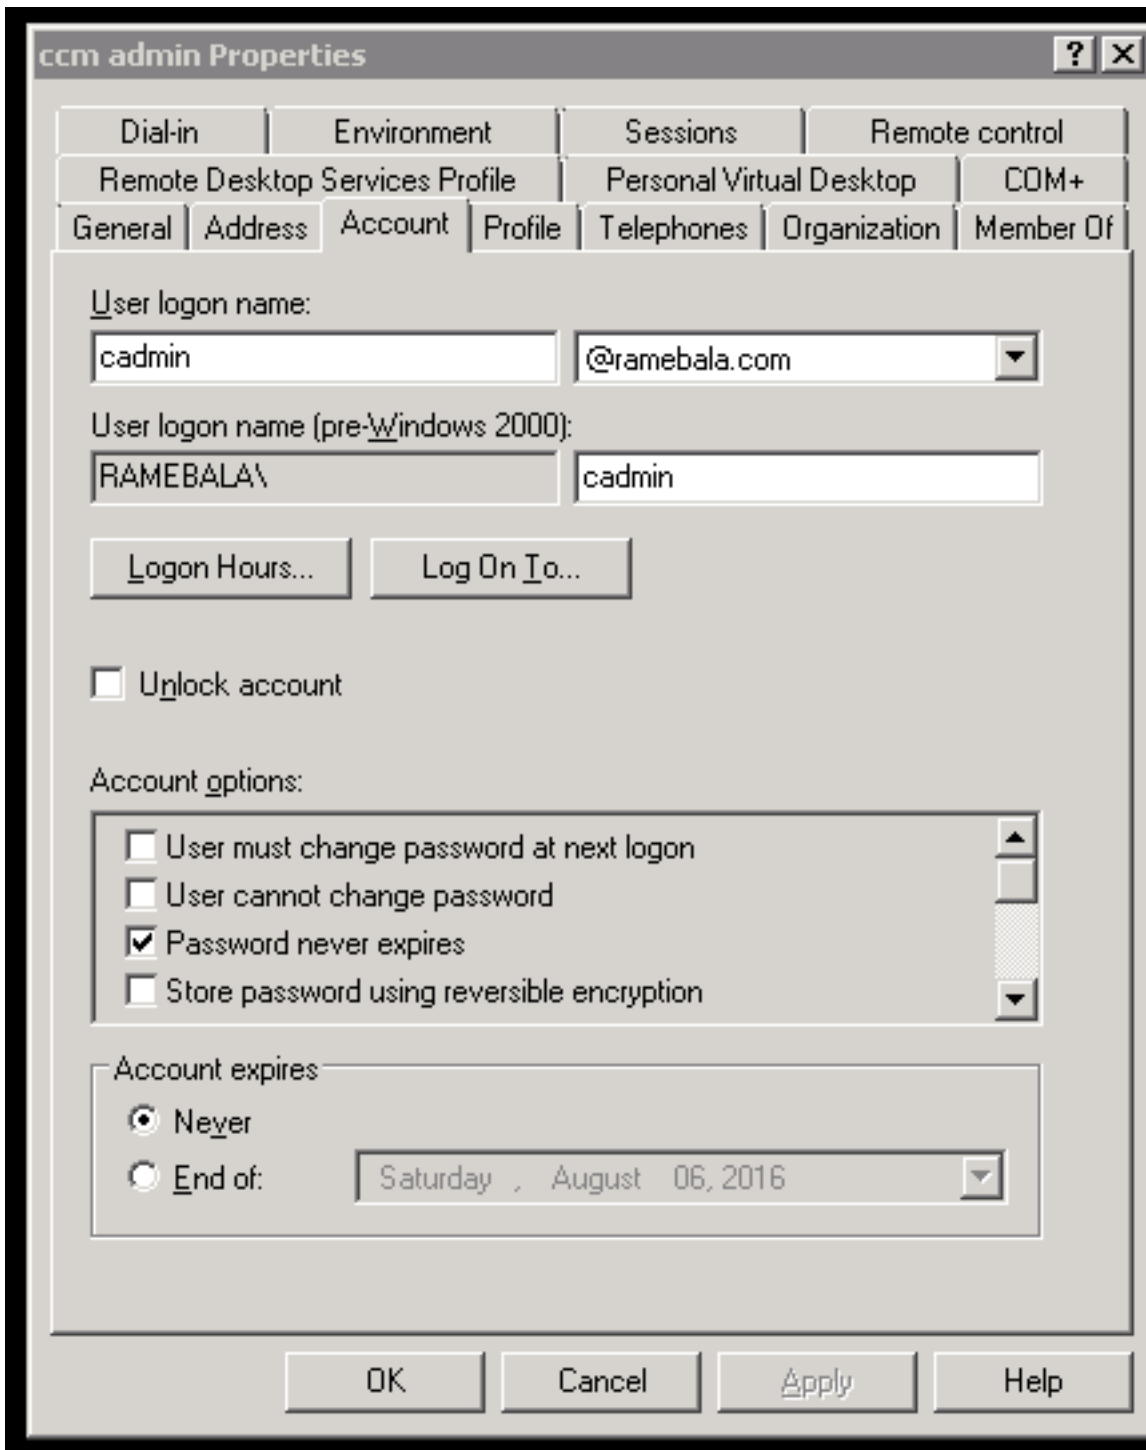 ccm admin Properties
Dial-in Environment Sessions Remote control
Remote Desktop Services Profile Personal Virtual Desktop COM+
General Address Account Profile Telephones Organization Member Of
User logon name:
cadmin @ramebala.com
User logon name (pre-Windows 2000):
RAMEBALA\ cadmin
Logon Hours... Log On To...
Unlock account
Account options:
User must change password at next logon
User cannot change password
Password never expires
Store password using reversible encryption
Account expires
Never
End of: Saturday , August 06, 2016
OK Cancel Apply Help